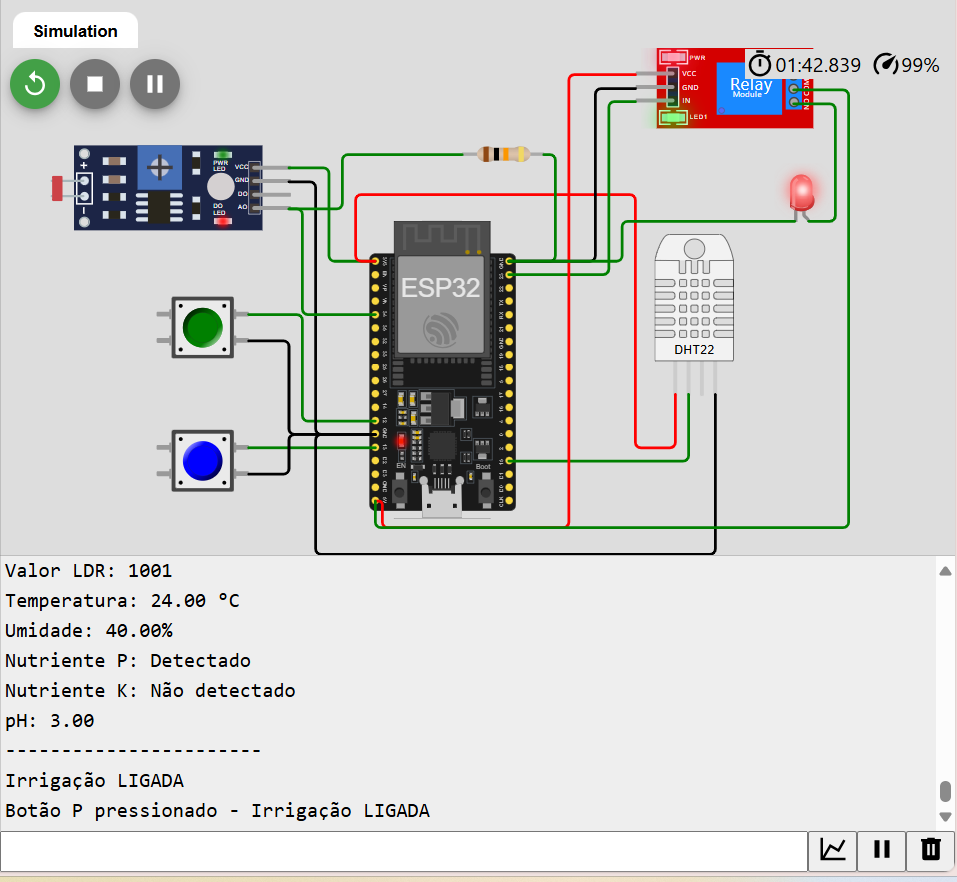 Simulation
01:42.839
99%
PWR
VCC
GND
IN
LED1
Relay
Module
PWR
LED
VCC
GND
DO
AO
DO
LED
ESP32
DHT22
EN
Boot
Valor LDR: 1001
Temperatura: 24.00 °C
Umidade: 40.00%
Nutriente P: Detectado
Nutriente K: Não detectado
pH: 3.00
-----------------------
Irrigação LIGADA
Botão P pressionado - Irrigação LIGADA